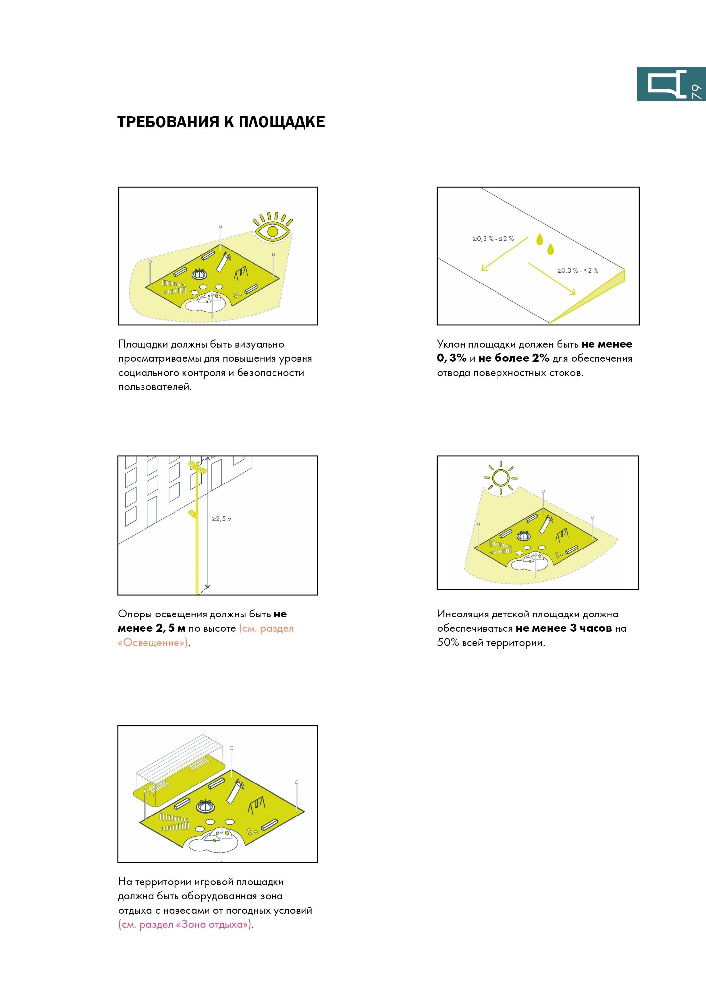 79
ТРЕБОВАНИЯ К ПЛОЩАДКЕ
≥0,3 % - ≤2 %
≥0,3 % - ≤2 %
Площадки должны быть визуально
просматриваемы для повышения уровня
социального контроля и безопасности
пользователей.
Уклон площадки должен быть не менее
0,3% и не более 2% для обеспечения
отвода поверхностных стоков.
≥2,5 м
Опоры освещения должны быть не
менее 2,5 м по высоте (см. раздел
«Освещение»).
Инсоляция детской площадки должна
обеспечиваться не менее 3 часов на
50% всей территории.
На территории игровой площадки
должна быть оборудованная зона
отдыха с навесами от погодных условий
(см. раздел «Зона отдыха»).